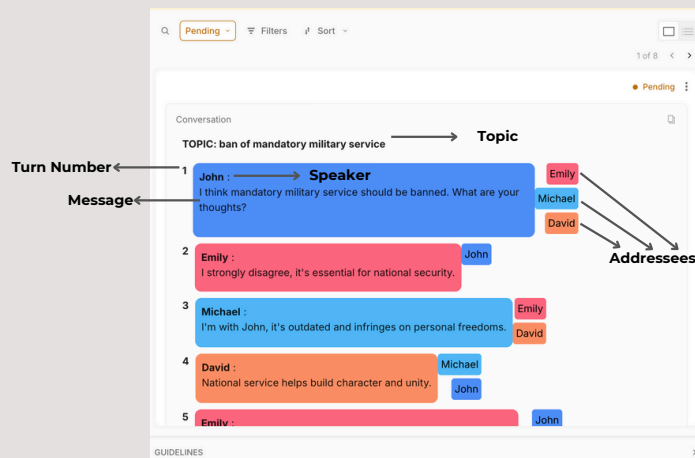 Pending
Filters
Sort
1 of 8
Pending
Conversation
TOPIC: ban of mandatory military service
Topic
Turn Number
1
John :
Speaker
Message
I think mandatory military service should be banned. What are your
thoughts?
Emily
Michael
David
Addressees
2
Emily :
I strongly disagree, it's essential for national security.
John
3
Michael :
I'm with John, it's outdated and infringes on personal freedoms.
Emily
David
4
David :
National service helps build character and unity.
Michael
John
5
Emily :
John
GUIDELINES